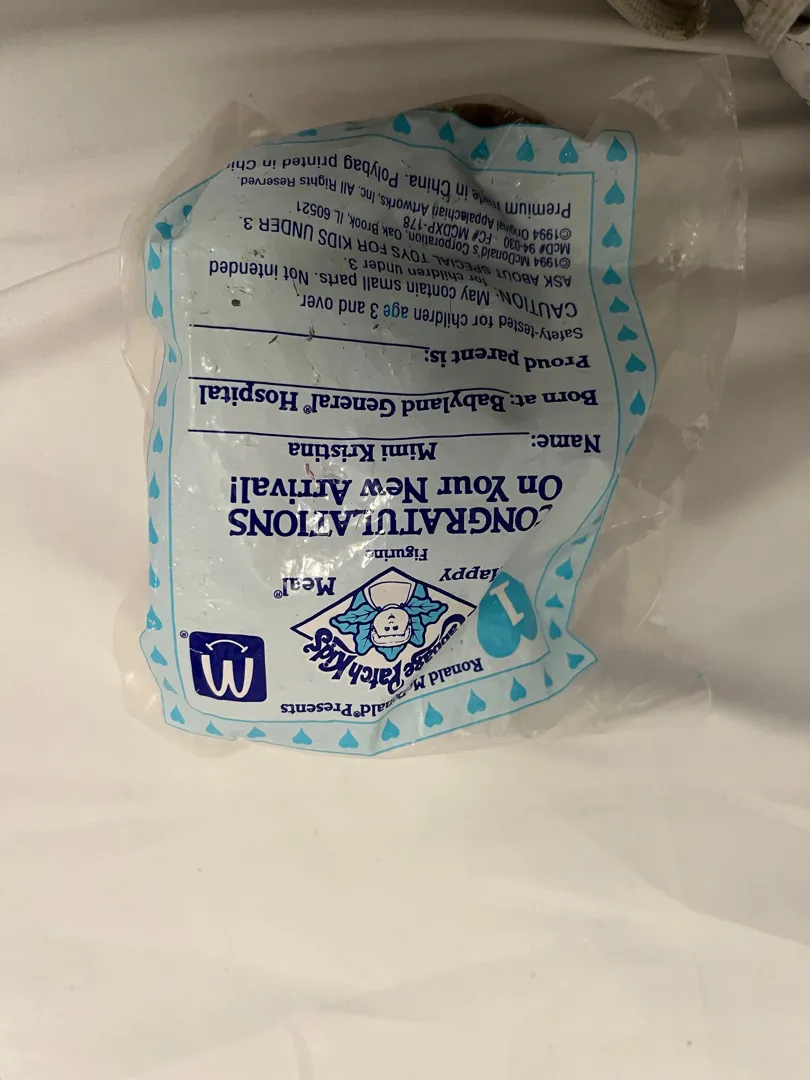 Ronald McDonald® Presents
Cabbage Patch Kids®
1
Happy Meal®
Figurine
M®
CONGRATULATIONS
On Your New Arrival!
Name: Mimi Kristina
Born at: Babyland General® Hospital
Proud parent is:
Safety-tested for children age 3 and over.
CAUTION: May contain small parts. Not intended
for children under 3.
ASK ABOUT SPECIAL TOYS FOR KIDS UNDER 3.
©1994 McDonald's Corporation, Oak Brook, IL 60521
McD# 94-030 FC# MCDXP-178
©1994 Original Appalachian Artworks, Inc. All Rights Reserved.
Premium made in China. Polybag printed in